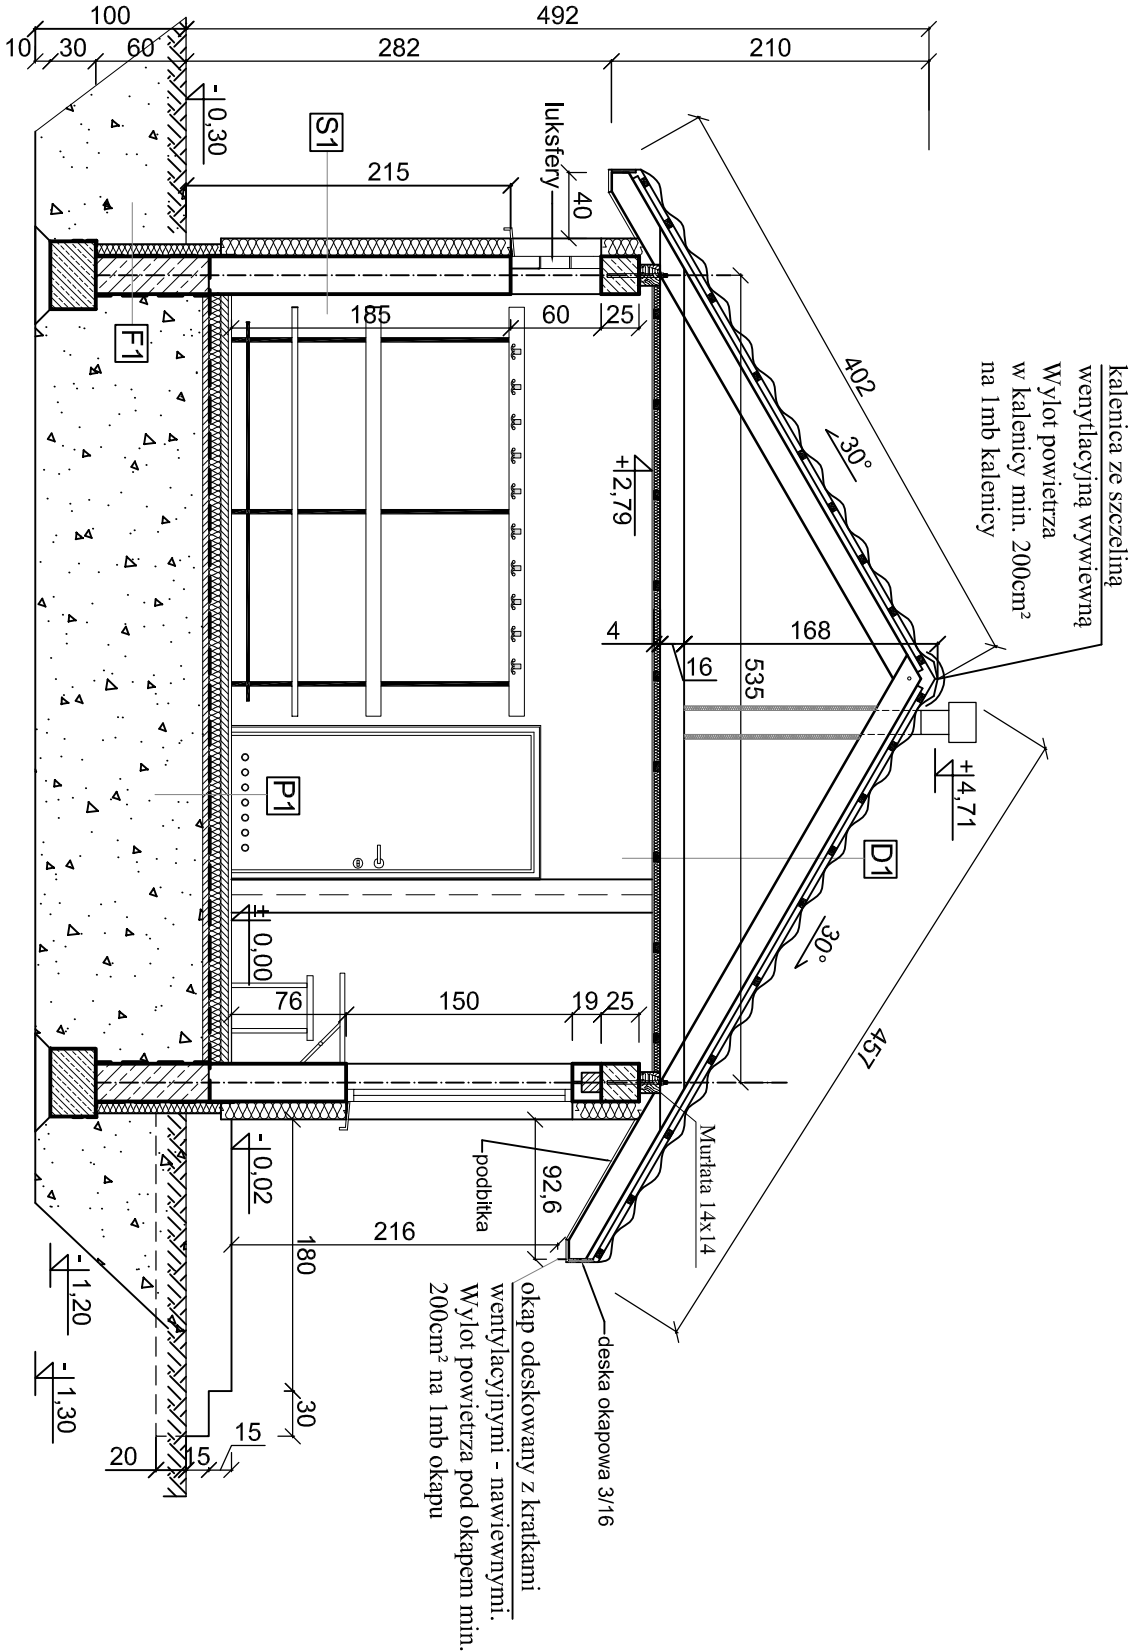 100
492
10
30
60
282
210
- 0,30
S1
luksfery
215
40
F1
185
60
25
402
30°
kalenica ze szczeliną
wenytlacyjną wywiewną
Wylot powietrza
w kalenicy min. 200cm²
na 1mb kalenicy
+2,79
4
16
168
535
+4,71
P1
D1
± 0,00
30°
76
150
19
25
457
- 0,02
podbitka
92,6
Murłata 14x14
216
180
- 1,20
- 1,30
30
20
15
15
deska okapowa 3/16
okap odeskowany z kratkami
wentylacyjnymi - nawiewnymi.
Wylot powietrza pod okapem min.
200cm² na 1mb okapu